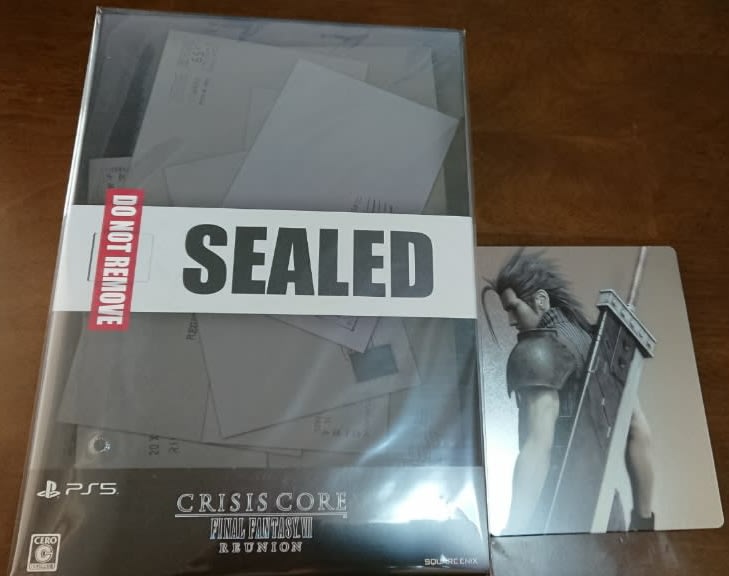 DO NOT REMOVE
SEALED
PS5
CRISIS CORE
FINAL FANTASY VII
REUNION
CERO
C
SQUARE ENIX